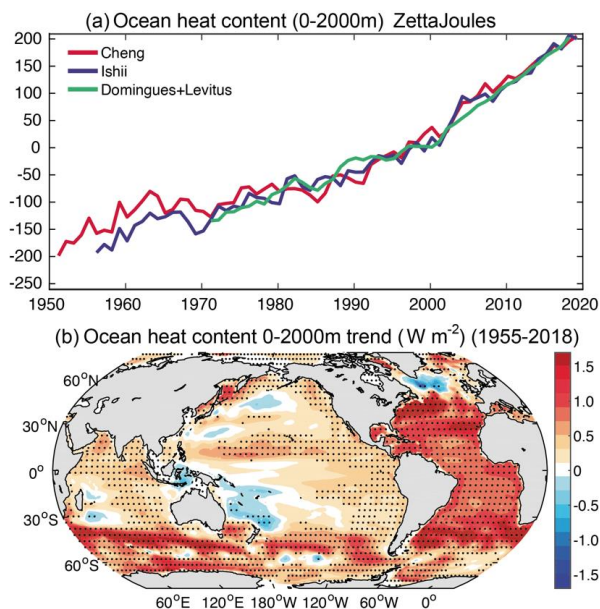 (a) Ocean heat content (0-2000m) ZettaJoules
200
150
100
50
0
-50
-100
-150
-200
-250
Cheng
Ishii
Domingues+Levitus
1950 1960 1970 1980 1990 2000 2010 2020
(b) Ocean heat content 0-2000m trend (W m-2) (1955-2018)
60°N
30°N
0°
30°S
60°S
60°E 120°E 180°W 120°W 60°W 0°
1.5
1.0
0.5
0
-0.5
-1.0
-1.5